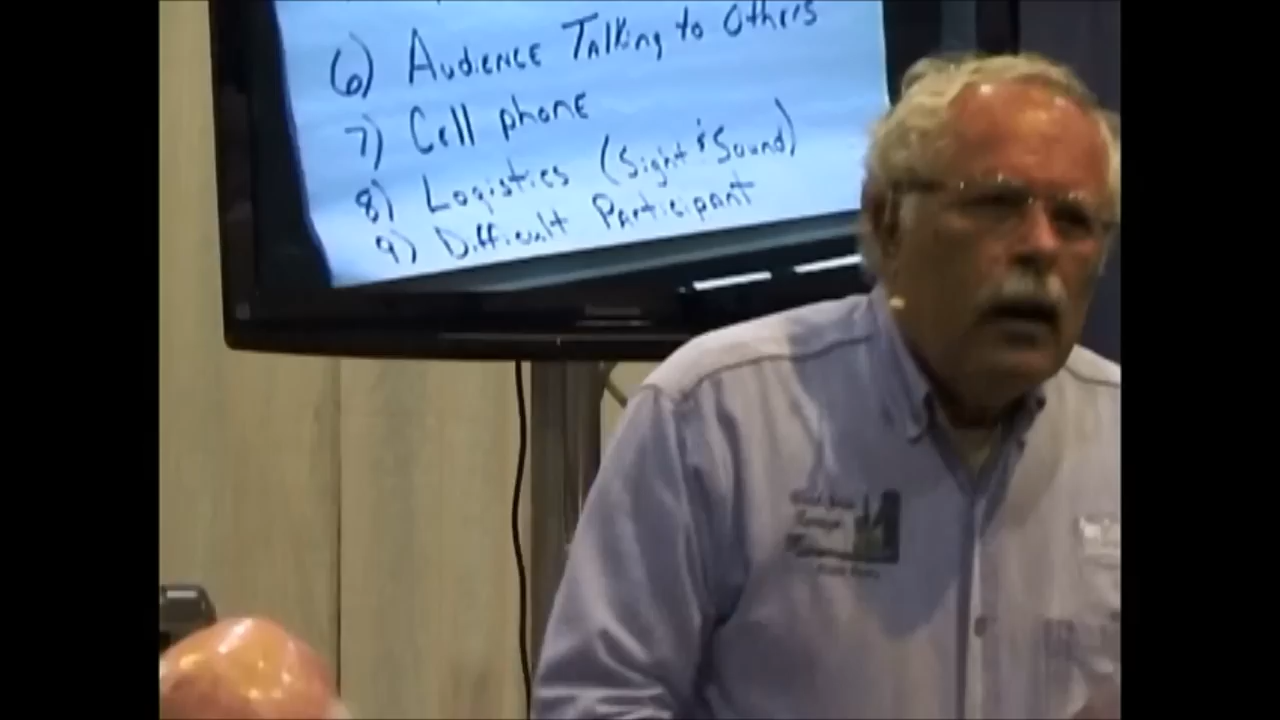 6) Audience Talking to Others
7) Cell phone
8) Logistics (Sight & Sound)
9) Difficult Participant